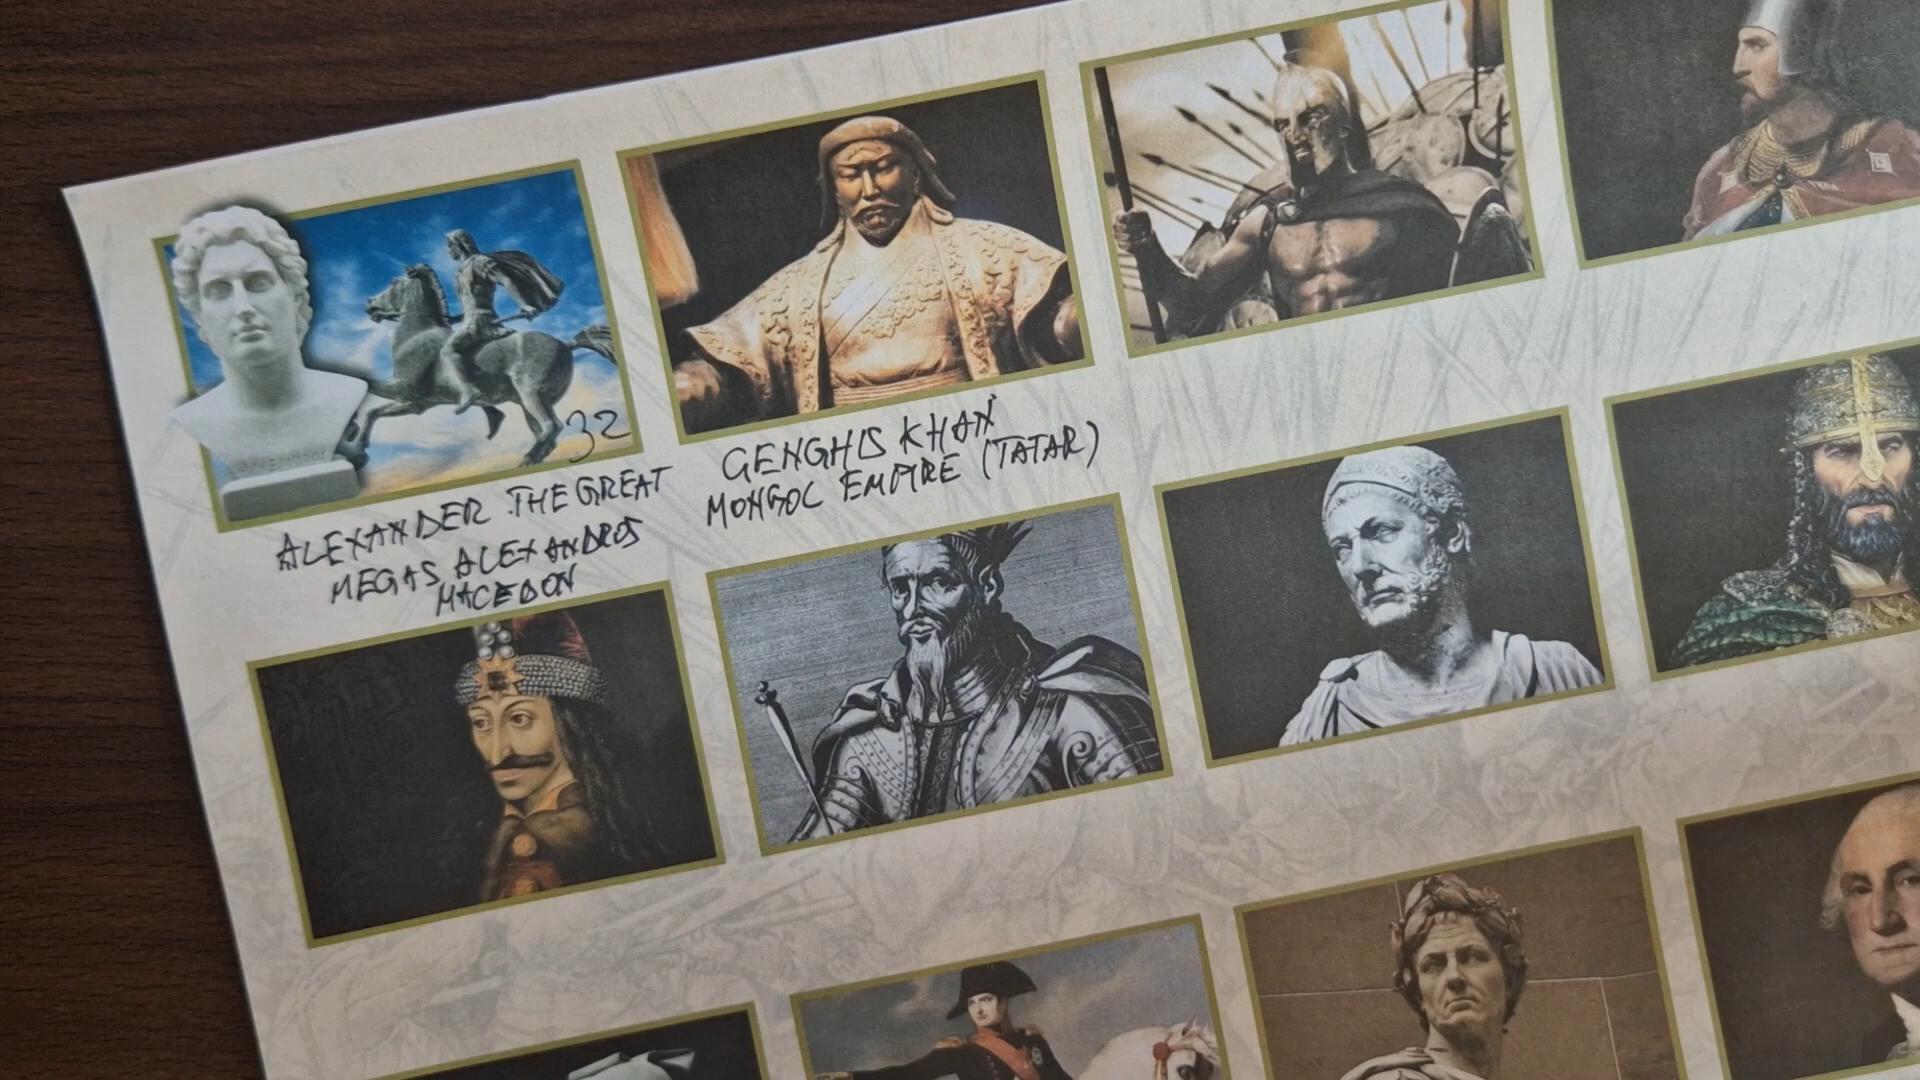 32
ALEXANDER THE GREAT
MEGAS ALEXANDROS
MACEDON
GENGHIS KHAN
MONGOL EMPIRE (TATAR)